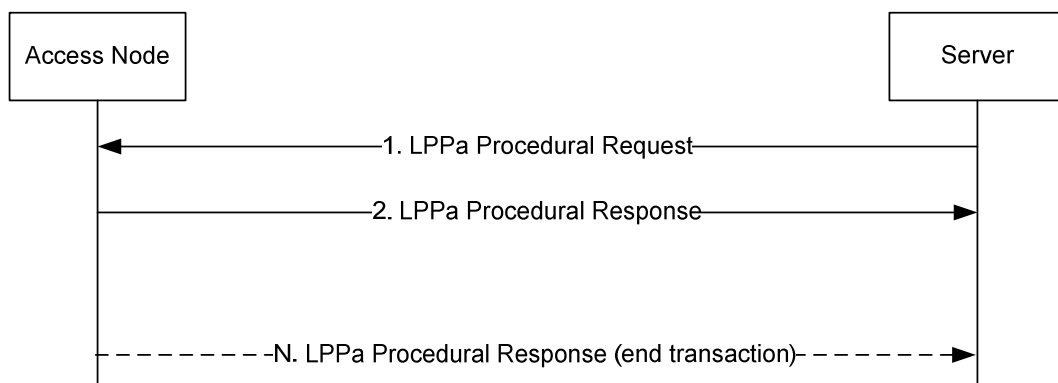 Access Node
Server
1. LPPa Procedural Request
2. LPPa Procedural Response
N. LPPa Procedural Response (end transaction)